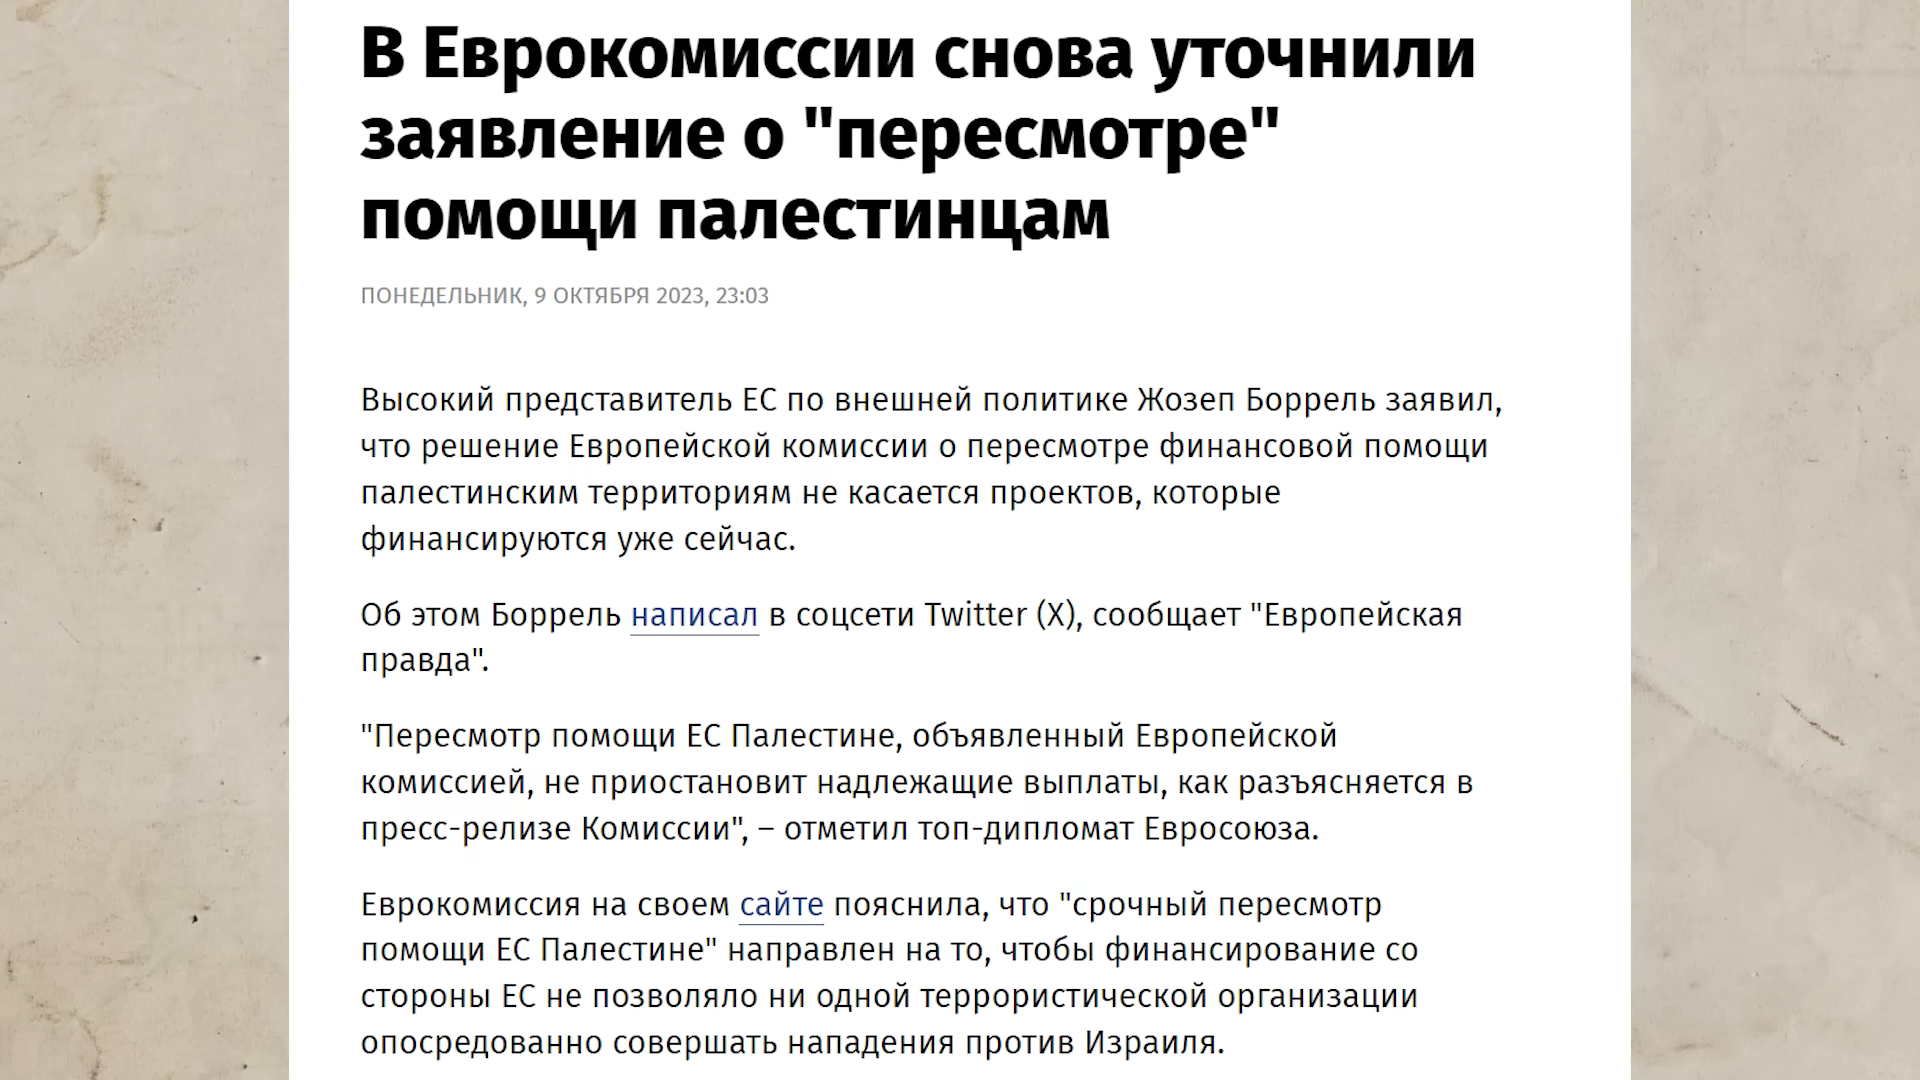 В Еврокомиссии снова уточнили
заявление о "пересмотре"
помощи палестинцам
ПОНЕДЕЛЬНИК, 9 ОКТЯБРЯ 2023, 23:03
Высокий представитель ЕС по внешней политике Жозеп Боррель заявил,
что решение Европейской комиссии о пересмотре финансовой помощи
палестинским территориям не касается проектов, которые
финансируются уже сейчас.
Об этом Боррель написал в соцсети Twitter (X), сообщает "Европейская
правда".
"Пересмотр помощи ЕС Палестине, объявленный Европейской
комиссией, не приостановит надлежащие выплаты, как разъясняется в
пресс-релизе Комиссии", – отметил топ-дипломат Евросоюза.
Еврокомиссия на своем сайте пояснила, что "срочный пересмотр
помощи ЕС Палестине" направлен на то, чтобы финансирование со
стороны ЕС не позволяло ни одной террористической организации
опосредованно совершать нападения против Израиля.